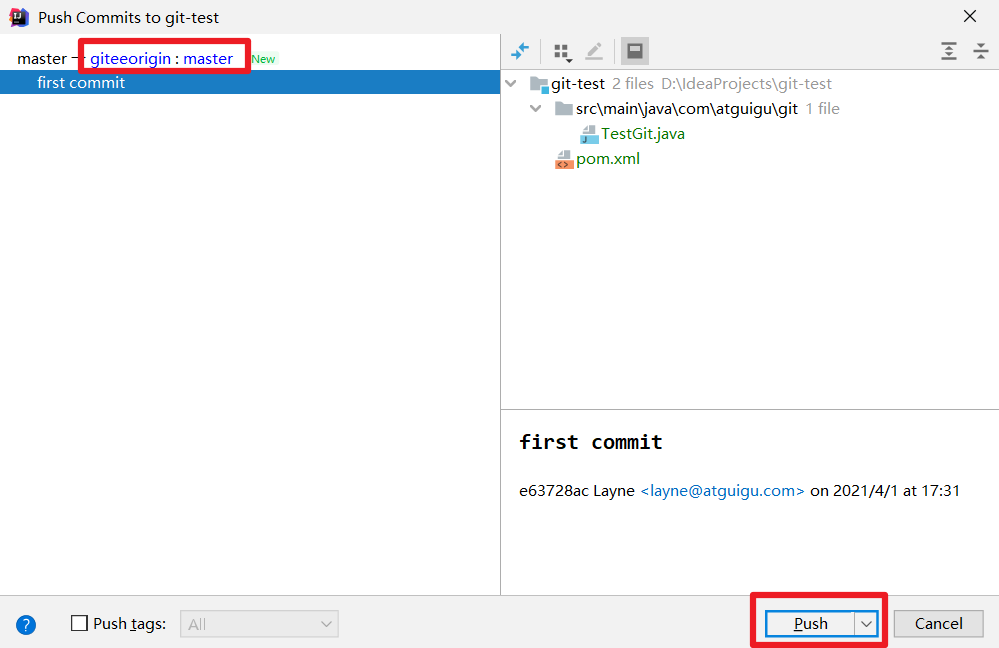 Push Commits to git-test
master → giteeorigin : master New
first commit
git-test 2 files D:\IdeaProjects\git-test
src\main\java\com\atguigu\git 1 file
TestGit.java
pom.xml
first commit
e63728ac Layne <layne@atguigu.com> on 2021/4/1 at 17:31
? Push tags: All Push Cancel